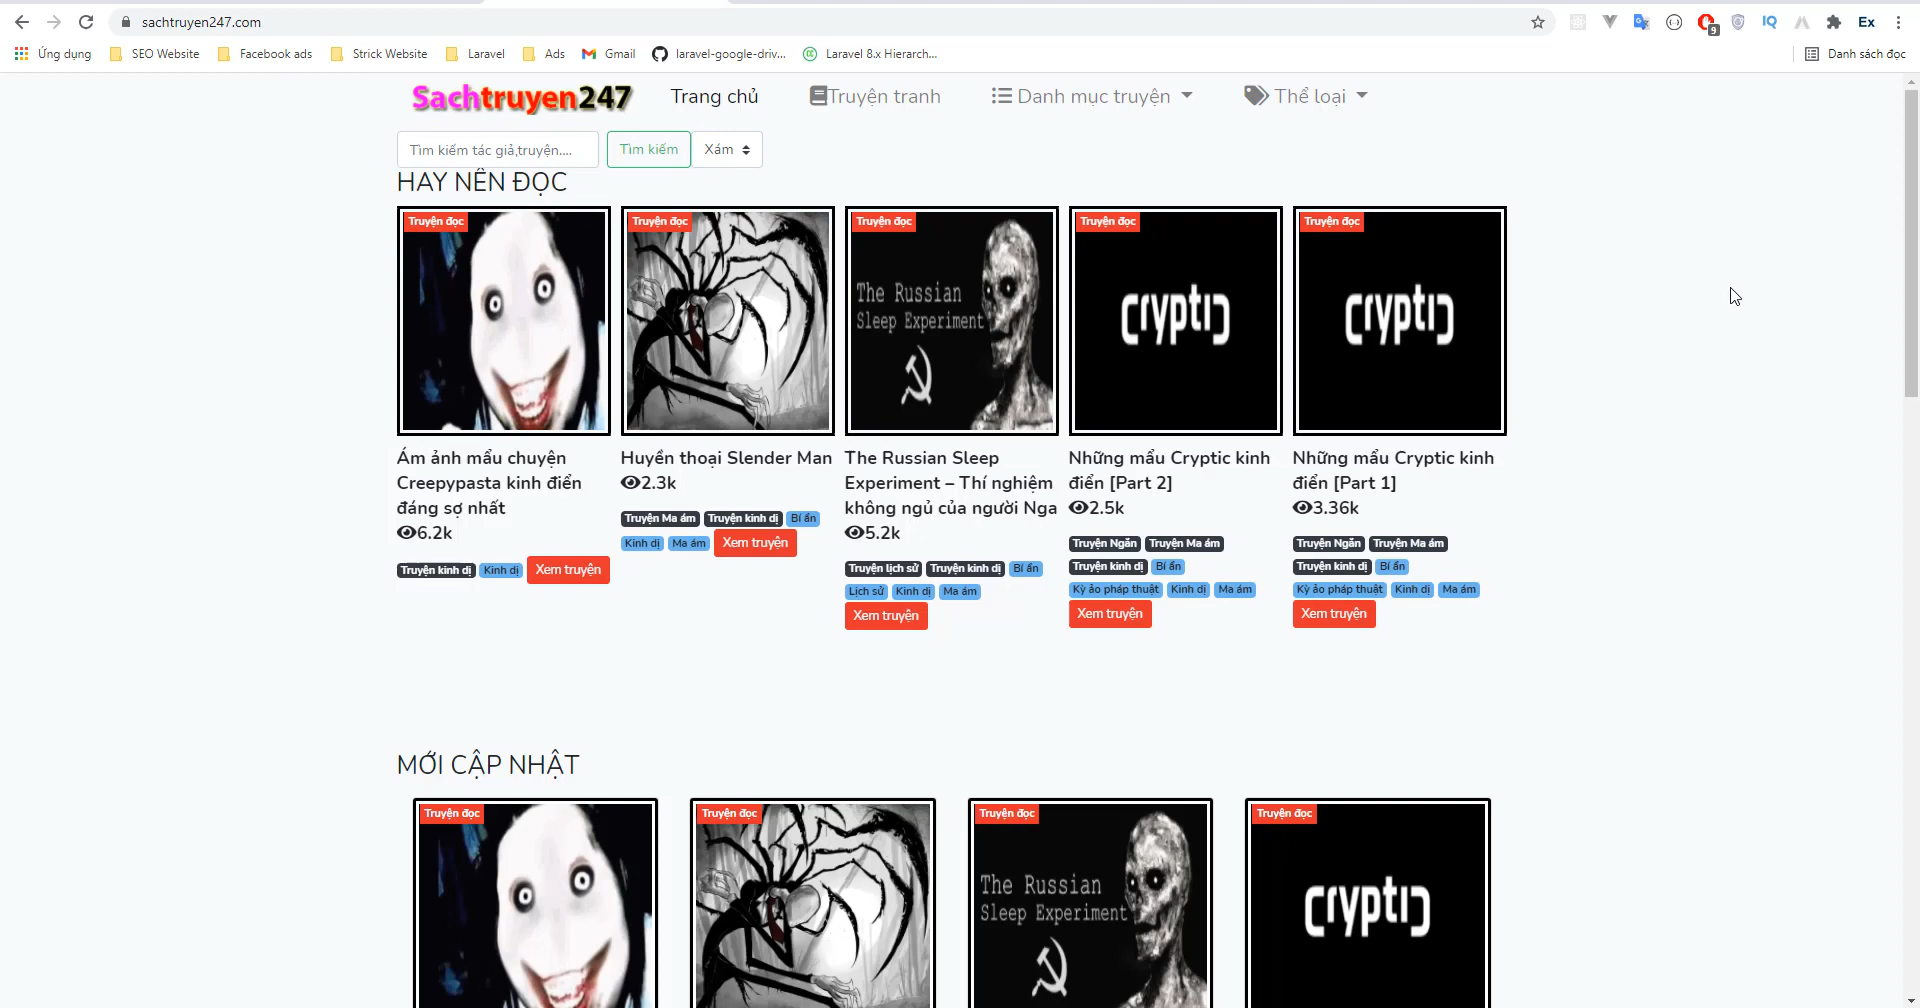 sachtruyen247.com
9
IQ
Ex
Ứng dụng
SEO Website
Facebook ads
Strick Website
Laravel
Ads
Gmail
laravel-google-driv...
Laravel 8.x Hierarch...
Danh sách đọc
Sachtruyen247
Trang chủ
Truyện tranh
Danh mục truyện
Thể loại
Tìm kiếm tác giả,truyện....
Tìm kiếm
Xám
HAY NÊN ĐỌC
Truyện đọc
Truyện đọc
Truyện đọc
The Russian
Sleep Experiment
Truyện đọc
cryptic
Truyện đọc
cryptic
Ám ảnh mẩu chuyện
Creepypasta kinh điển
đáng sợ nhất
6.2k
Truyện kinh dị Kinh dị Xem truyện
Huyền thoại Slender Man
2.3k
Truyện Ma ám Truyện kinh dị Bí ẩn
Kinh dị Ma ám Xem truyện
The Russian Sleep
Experiment – Thí nghiệm
không ngủ của người Nga
5.2k
Truyện lịch sử Truyện kinh dị Bí ẩn
Lịch sử Kinh dị Ma ám
Xem truyện
Những mẩu Cryptic kinh
điển [Part 2]
2.5k
Truyện Ngắn Truyện Ma ám
Truyện kinh dị Bí ẩn
Kỳ ảo pháp thuật Kinh dị Ma ám
Xem truyện
Những mẩu Cryptic kinh
điển [Part 1]
3.36k
Truyện Ngắn Truyện Ma ám
Truyện kinh dị Bí ẩn
Kỳ ảo pháp thuật Kinh dị Ma ám
Xem truyện
MỚI CẬP NHẬT
Truyện đọc
Truyện đọc
Truyện đọc
The Russian
Sleep Experiment
Truyện đọc
cryptic